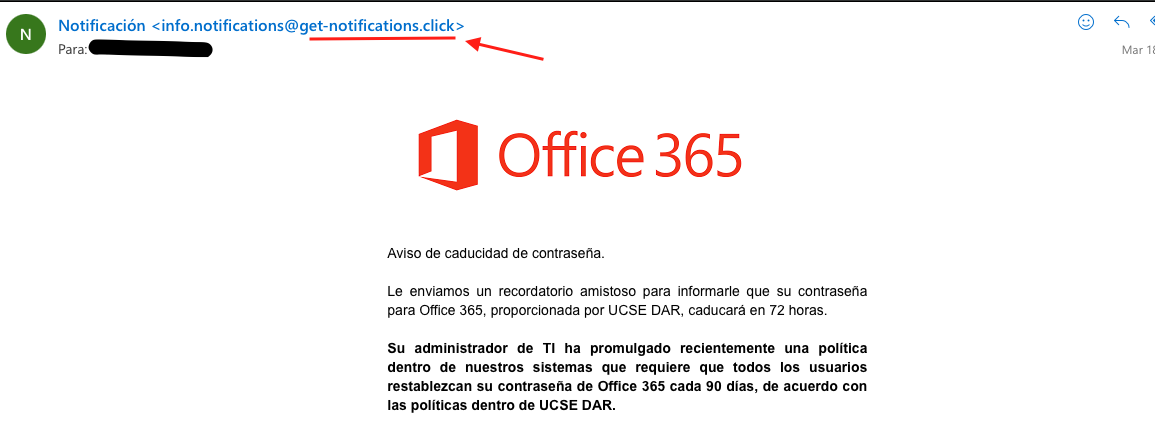 N
Notificación <info.notifications@get-notifications.click>
Para:
Mar 18
Office 365
Aviso de caducidad de contraseña.
Le enviamos un recordatorio amistoso para informarle que su contraseña
para Office 365, proporcionada por UCSE DAR, caducará en 72 horas.
Su administrador de TI ha promulgado recientemente una política
dentro de nuestros sistemas que requiere que todos los usuarios
restablezcan su contraseña de Office 365 cada 90 días, de acuerdo con
las políticas dentro de UCSE DAR.